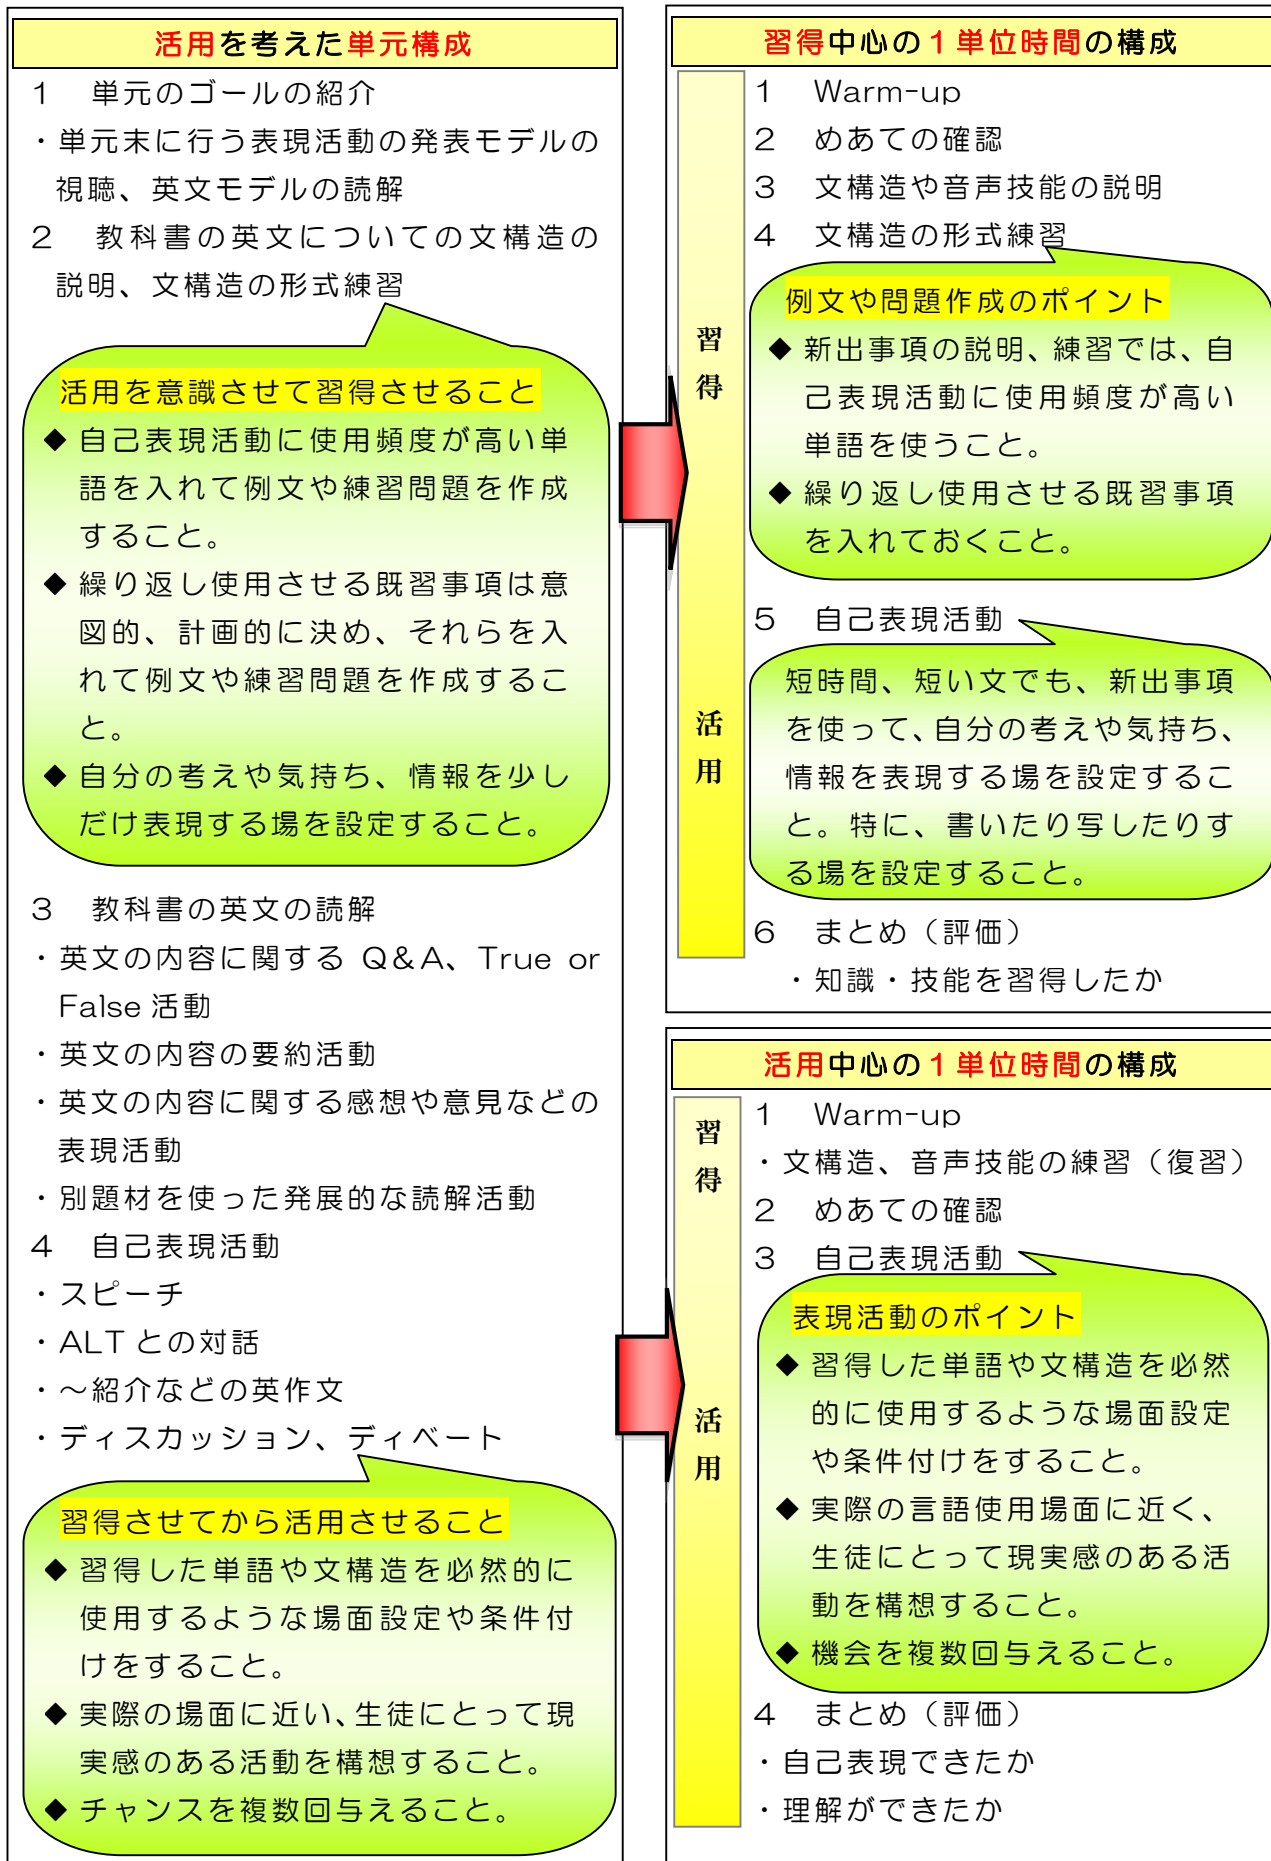 活用を考えた単元構成
１　単元のゴールの紹介
・単元末に行う表現活動の発表モデルの
視聴、英文モデルの読解
２　教科書の英文についての文構造の
説明、文構造の形式練習
活用を意識させて習得させること
◆自己表現活動に使用頻度が高い単
語を入れて例文や練習問題を作成
すること。
◆繰り返し使用させる既習事項は意
図的、計画的に決め、それらを入
れて例文や練習問題を作成するこ
と。
◆自分の考えや気持ち、情報を少し
だけ表現する場を設定すること。
３　教科書の英文の読解
・英文の内容に関する Q&A、True or
False 活動
・英文の内容の要約活動
・英文の内容に関する感想や意見などの
表現活動
・別題材を使った発展的な読解活動
４　自己表現活動
・スピーチ
・ALT との対話
・～紹介などの英作文
・ディスカッション、ディベート
習得させてから活用させること
◆習得した単語や文構造を必然的に
使用するような場面設定や条件付
けをすること。
◆実際の場面に近い、生徒にとって現
実感のある活動を構想すること。
◆チャンスを複数回与えること。
習得中心の１単位時間の構成
習得
活用
１　Warm-up
２　めあての確認
３　文構造や音声技能の説明
４　文構造の形式練習
例文や問題作成のポイント
◆新出事項の説明、練習では、自
己表現活動に使用頻度が高い
単語を使うこと。
◆繰り返し使用させる既習事項
を入れておくこと。
５　自己表現活動
短時間、短い文でも、新出事項
を使って、自分の考えや気持ち、
情報を表現する場を設定するこ
と。特に、書いたり写したりす
る場を設定すること。
６　まとめ（評価）
・知識・技能を習得したか
活用中心の１単位時間の構成
習得
活用
１　Warm-up
・文構造、音声技能の練習（復習）
２　めあての確認
３　自己表現活動
表現活動のポイント
◆習得した単語や文構造を必然
的に使用するような場面設定
や条件付けをすること。
◆実際の言語使用場面に近く、
生徒にとって現実感のある活
動を構想すること。
◆機会を複数回与えること。
４　まとめ（評価）
・自己表現できたか
・理解ができたか